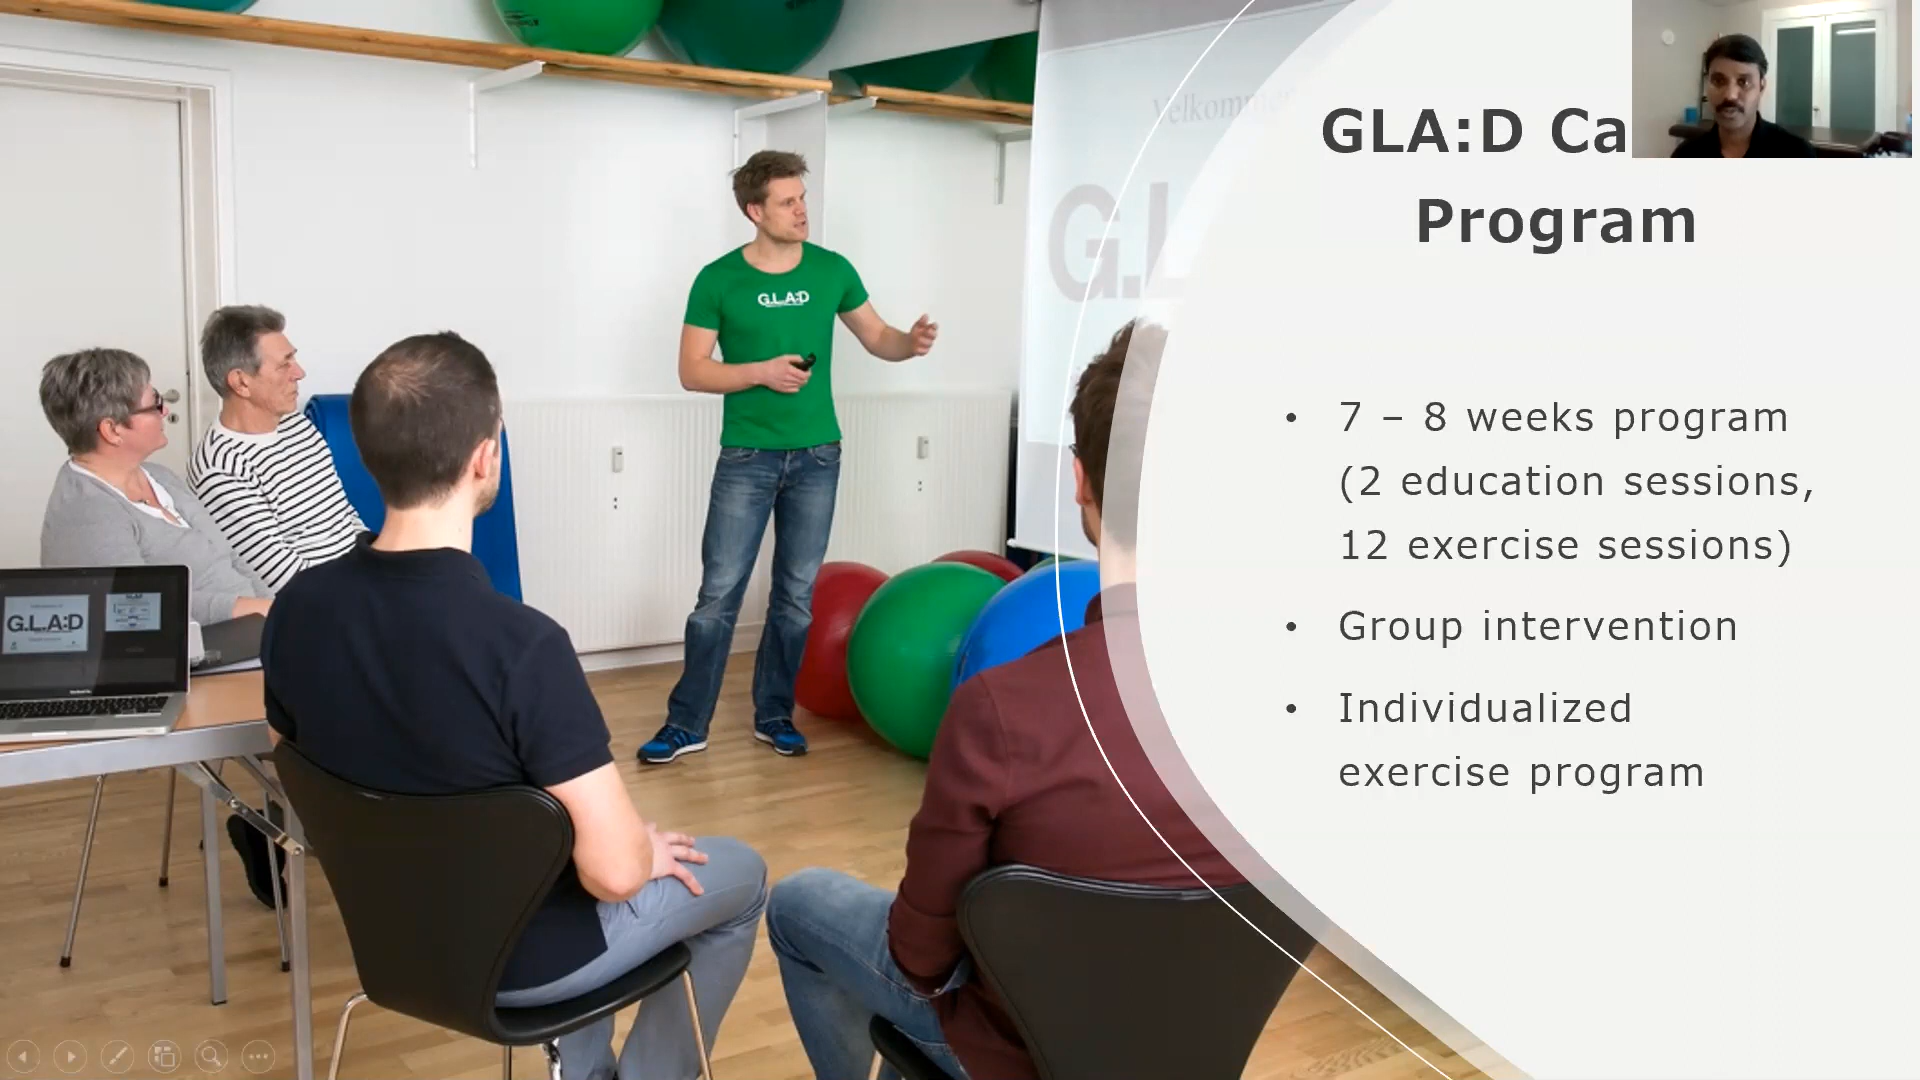 GLA:D Ca
Program
• 7 – 8 weeks program
(2 education sessions,
12 exercise sessions)
• Group intervention
• Individualized
exercise program
G.L.A:D
G.L.A:D